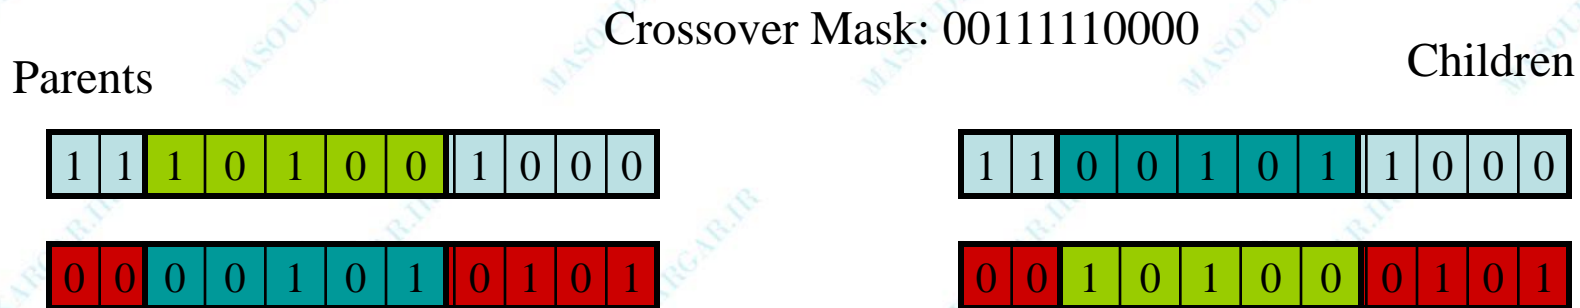 Crossover Mask: 00111110000
Parents Children
1 1 1 0 1 0 0 1 0 0 0 1 1 0 0 1 0 1 1 0 0 0
0 0 0 0 1 0 1 0 1 0 1 0 0 1 0 1 0 0 0 1 0 1